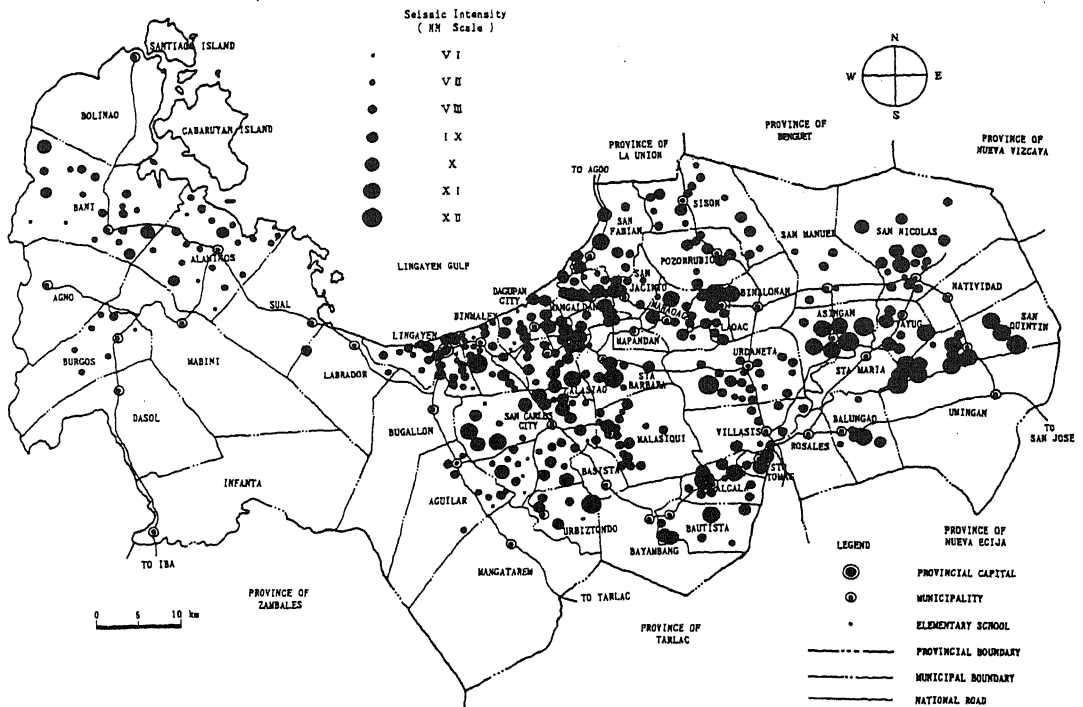 Seismic Intensity
( MM Scale )
V I
V II
V III
I X
X
X I
X II
N
W
E
S
SANTIAGO ISLAND
BOLINAO
CABARUYAN ISLAND
PROVINCE OF
LA UNION
PROVINCE OF
BENGUET
PROVINCE OF
NUEVA VIZCAYA
TO AGOO
SISON
BANI
SAN
FABIAN
SAN MANUEL
SAN NICOLAS
ALAMINOS
POZORRUBIO
LINGAYEN GULF
SAN
JACINTO
AGNO
DAGUPAN
CITY
BINALONAN
NATIVIDAD
SUAL
MANGALDAN
MANAOAG
ASINGAN
SAN
QUINTIN
BINMALEY
TAYUG
LINGAYEN
LAOAC
MAPANDAN
URDANETA
BURGOS
MABINI
LABRADOR
STA
BARBARA
STA MARIA
CALASIAO
DASOL
SAN CARLOS
CITY
BALUNGAO
UMINGAN
BUGALLON
VILLASIS
TO
SAN JOSE
MALASIQUI
ROSALES
BASISTA
STO
TOMAS
INFANTA
AGUILAR
ALCALA
URBIZTONDO
BAUTISTA
PROVINCE OF
NUEVA ECIJA
LEGEND
BAYAMBANG
TO IBA
MANGATAREM
PROVINCIAL CAPITAL
PROVINCE OF
ZAMBALES
TO TARLAC
MUNICIPALITY
0 5 10 km
PROVINCE OF
TARLAC
ELEMENTARY SCHOOL
PROVINCIAL BOUNDARY
MUNICIPAL BOUNDARY
NATIONAL ROAD